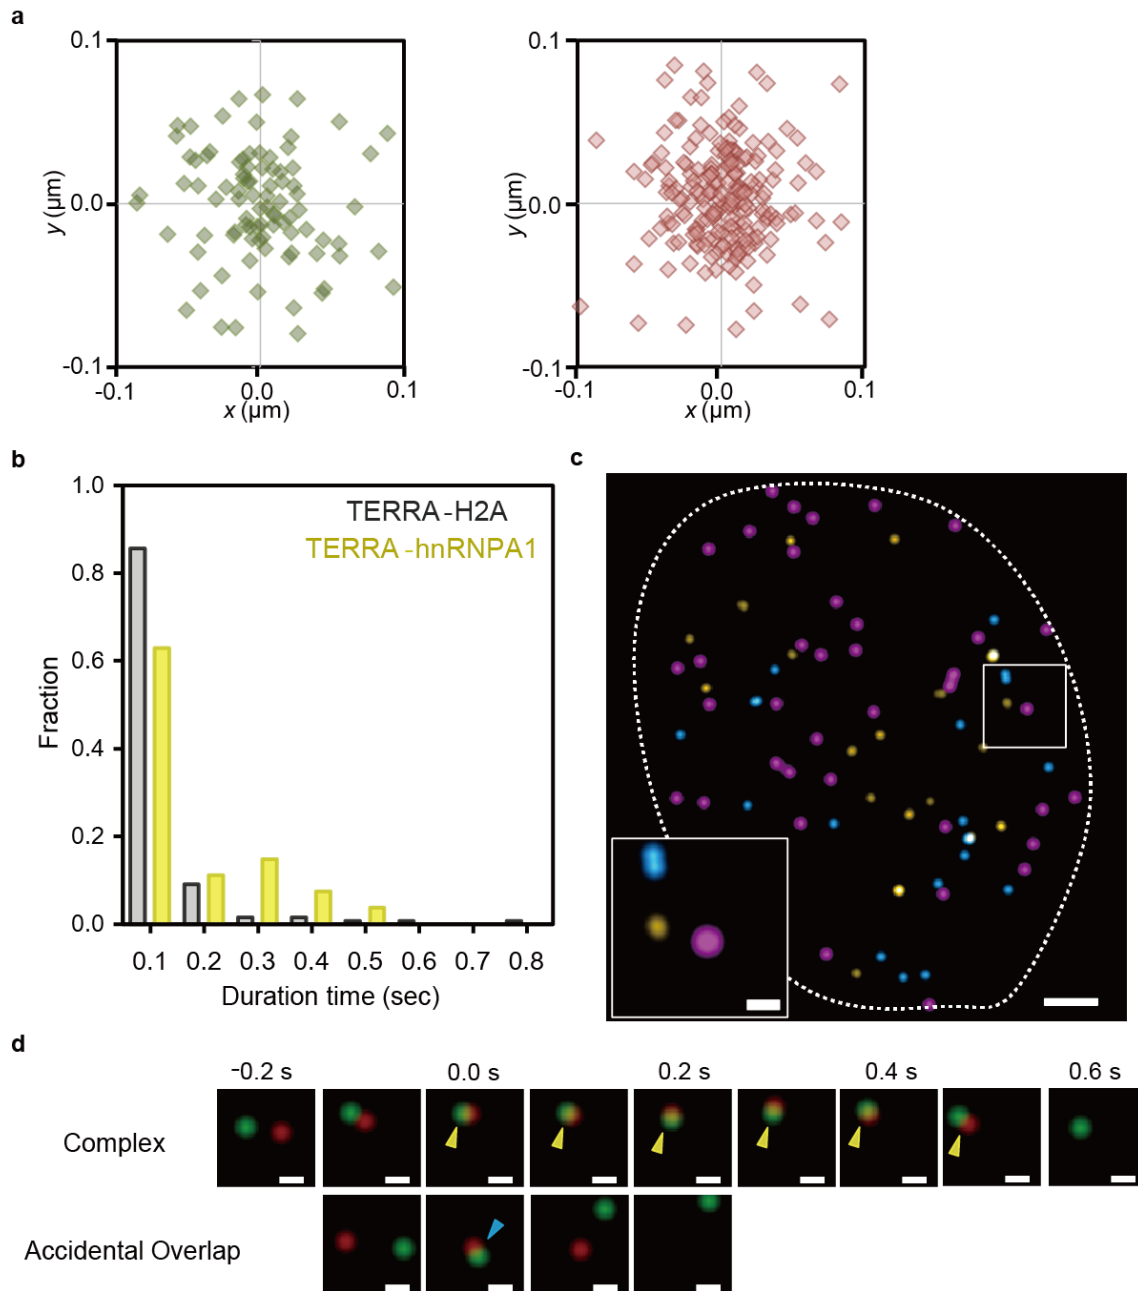 a
0.1
0.0
-0.1
y (μm)
-0.1
0.0
0.1
x (μm)
0.1
0.0
-0.1
y (μm)
-0.1
0.0
0.1
x (μm)
b
1.0
0.8
0.6
0.4
0.2
0.0
Fraction
TERRA-H2A
TERRA-hnRNPA1
0.1 0.2 0.3 0.4 0.5 0.6 0.7 0.8
Duration time (sec)
c
d
-0.2 s 0.0 s 0.2 s 0.4 s 0.6 s
Complex
Accidental Overlap